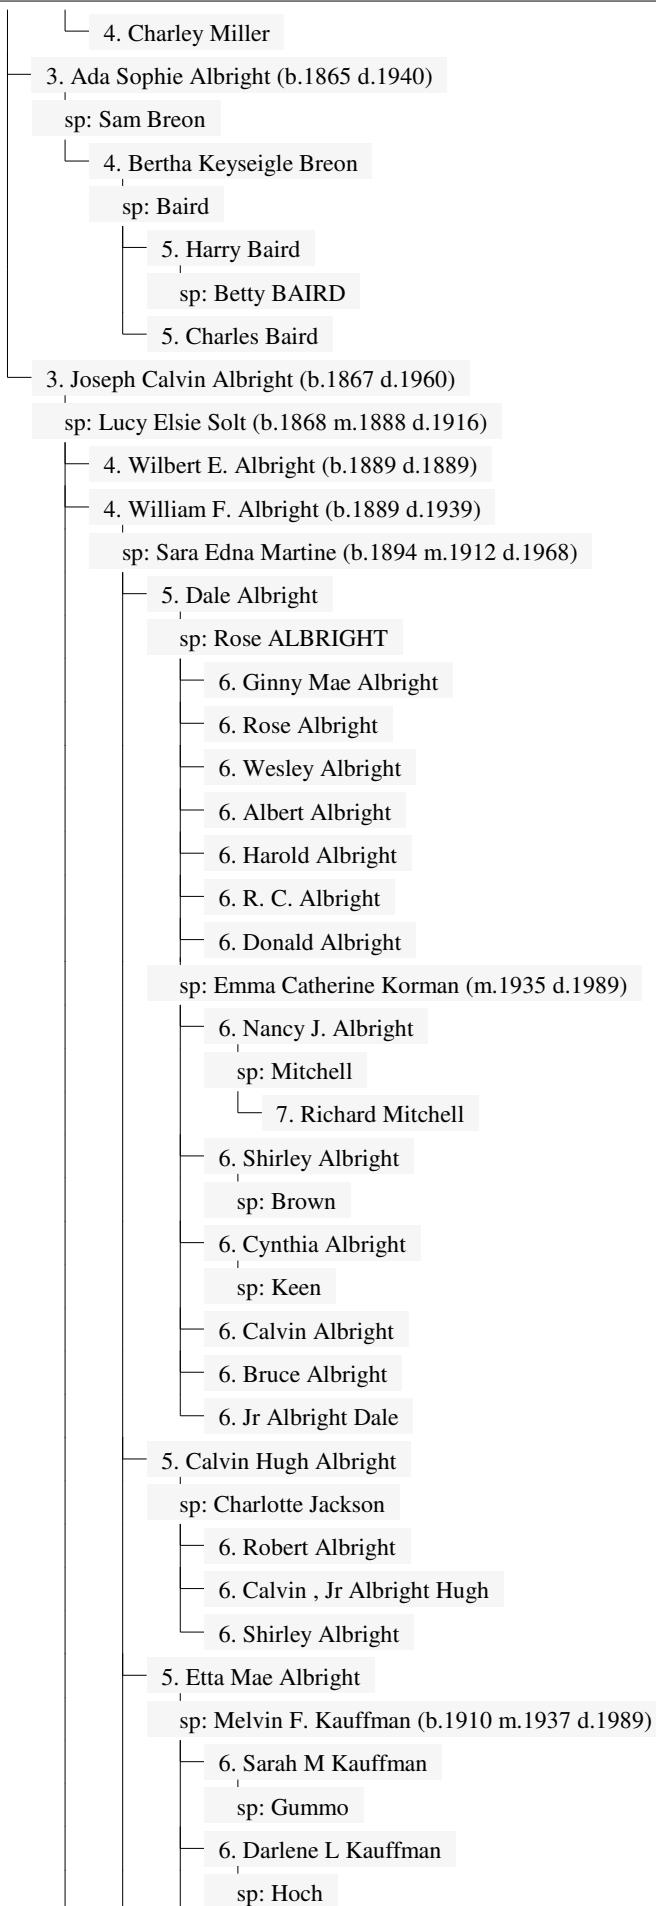 4. Charley Miller
3. Ada Sophie Albright (b.1865 d.1940)
sp: Sam Breon
4. Bertha Keyseigle Breon
sp: Baird
5. Harry Baird
sp: Betty BAIRD
5. Charles Baird
3. Joseph Calvin Albright (b.1867 d.1960)
sp: Lucy Elsie Solt (b.1868 m.1888 d.1916)
4. Wilbert E. Albright (b.1889 d.1889)
4. William F. Albright (b.1889 d.1939)
sp: Sara Edna Martine (b.1894 m.1912 d.1968)
5. Dale Albright
sp: Rose ALBRIGHT
6. Ginny Mae Albright
6. Rose Albright
6. Wesley Albright
6. Albert Albright
6. Harold Albright
6. R. C. Albright
6. Donald Albright
sp: Emma Catherine Korman (m.1935 d.1989)
6. Nancy J. Albright
sp: Mitchell
7. Richard Mitchell
6. Shirley Albright
sp: Brown
6. Cynthia Albright
sp: Keen
6. Calvin Albright
6. Bruce Albright
6. Jr Albright Dale
5. Calvin Hugh Albright
sp: Charlotte Jackson
6. Robert Albright
6. Calvin , Jr Albright Hugh
6. Shirley Albright
5. Etta Mae Albright
sp: Melvin F. Kauffman (b.1910 m.1937 d.1989)
6. Sarah M Kauffman
sp: Gummo
6. Darlene L Kauffman
sp: Hoch